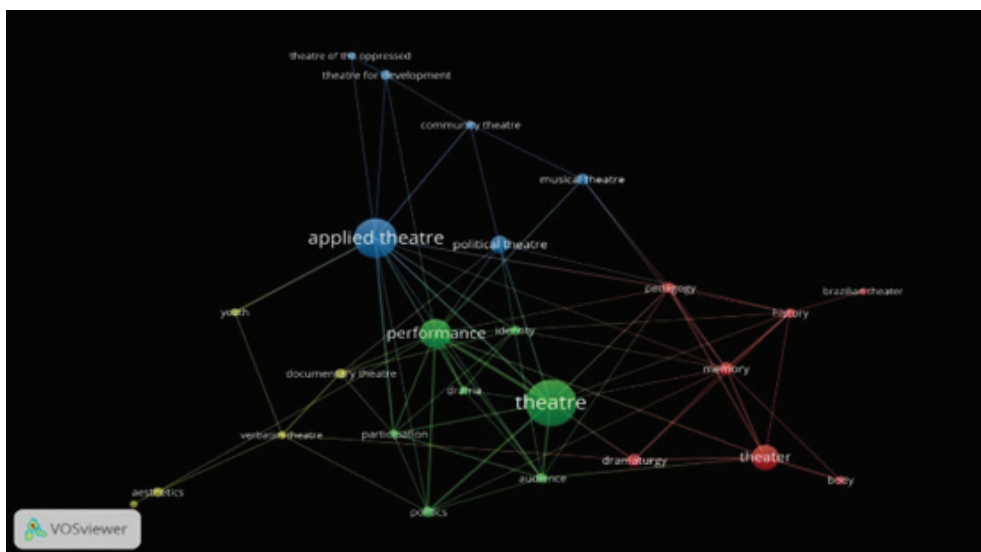 theatre of the oppressed
theatre for development
community theatre
musical theatre
applied theatre
political theatre
pedagogy
brazilian theater
youth
history
performance
identity
documentary theatre
memory
drama
theatre
verbatim theatre
participation
dramaturgy
theater
audience
body
aesthetics
politics
VOSviewer